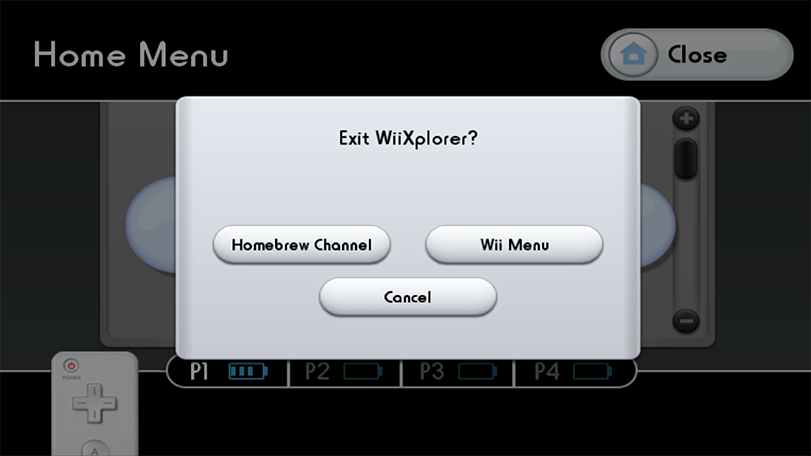 Home Menu
Close
Exit WiiXplorer?
Homebrew Channel
Wii Menu
Cancel
P1 P2 P3 P4
POWER
A